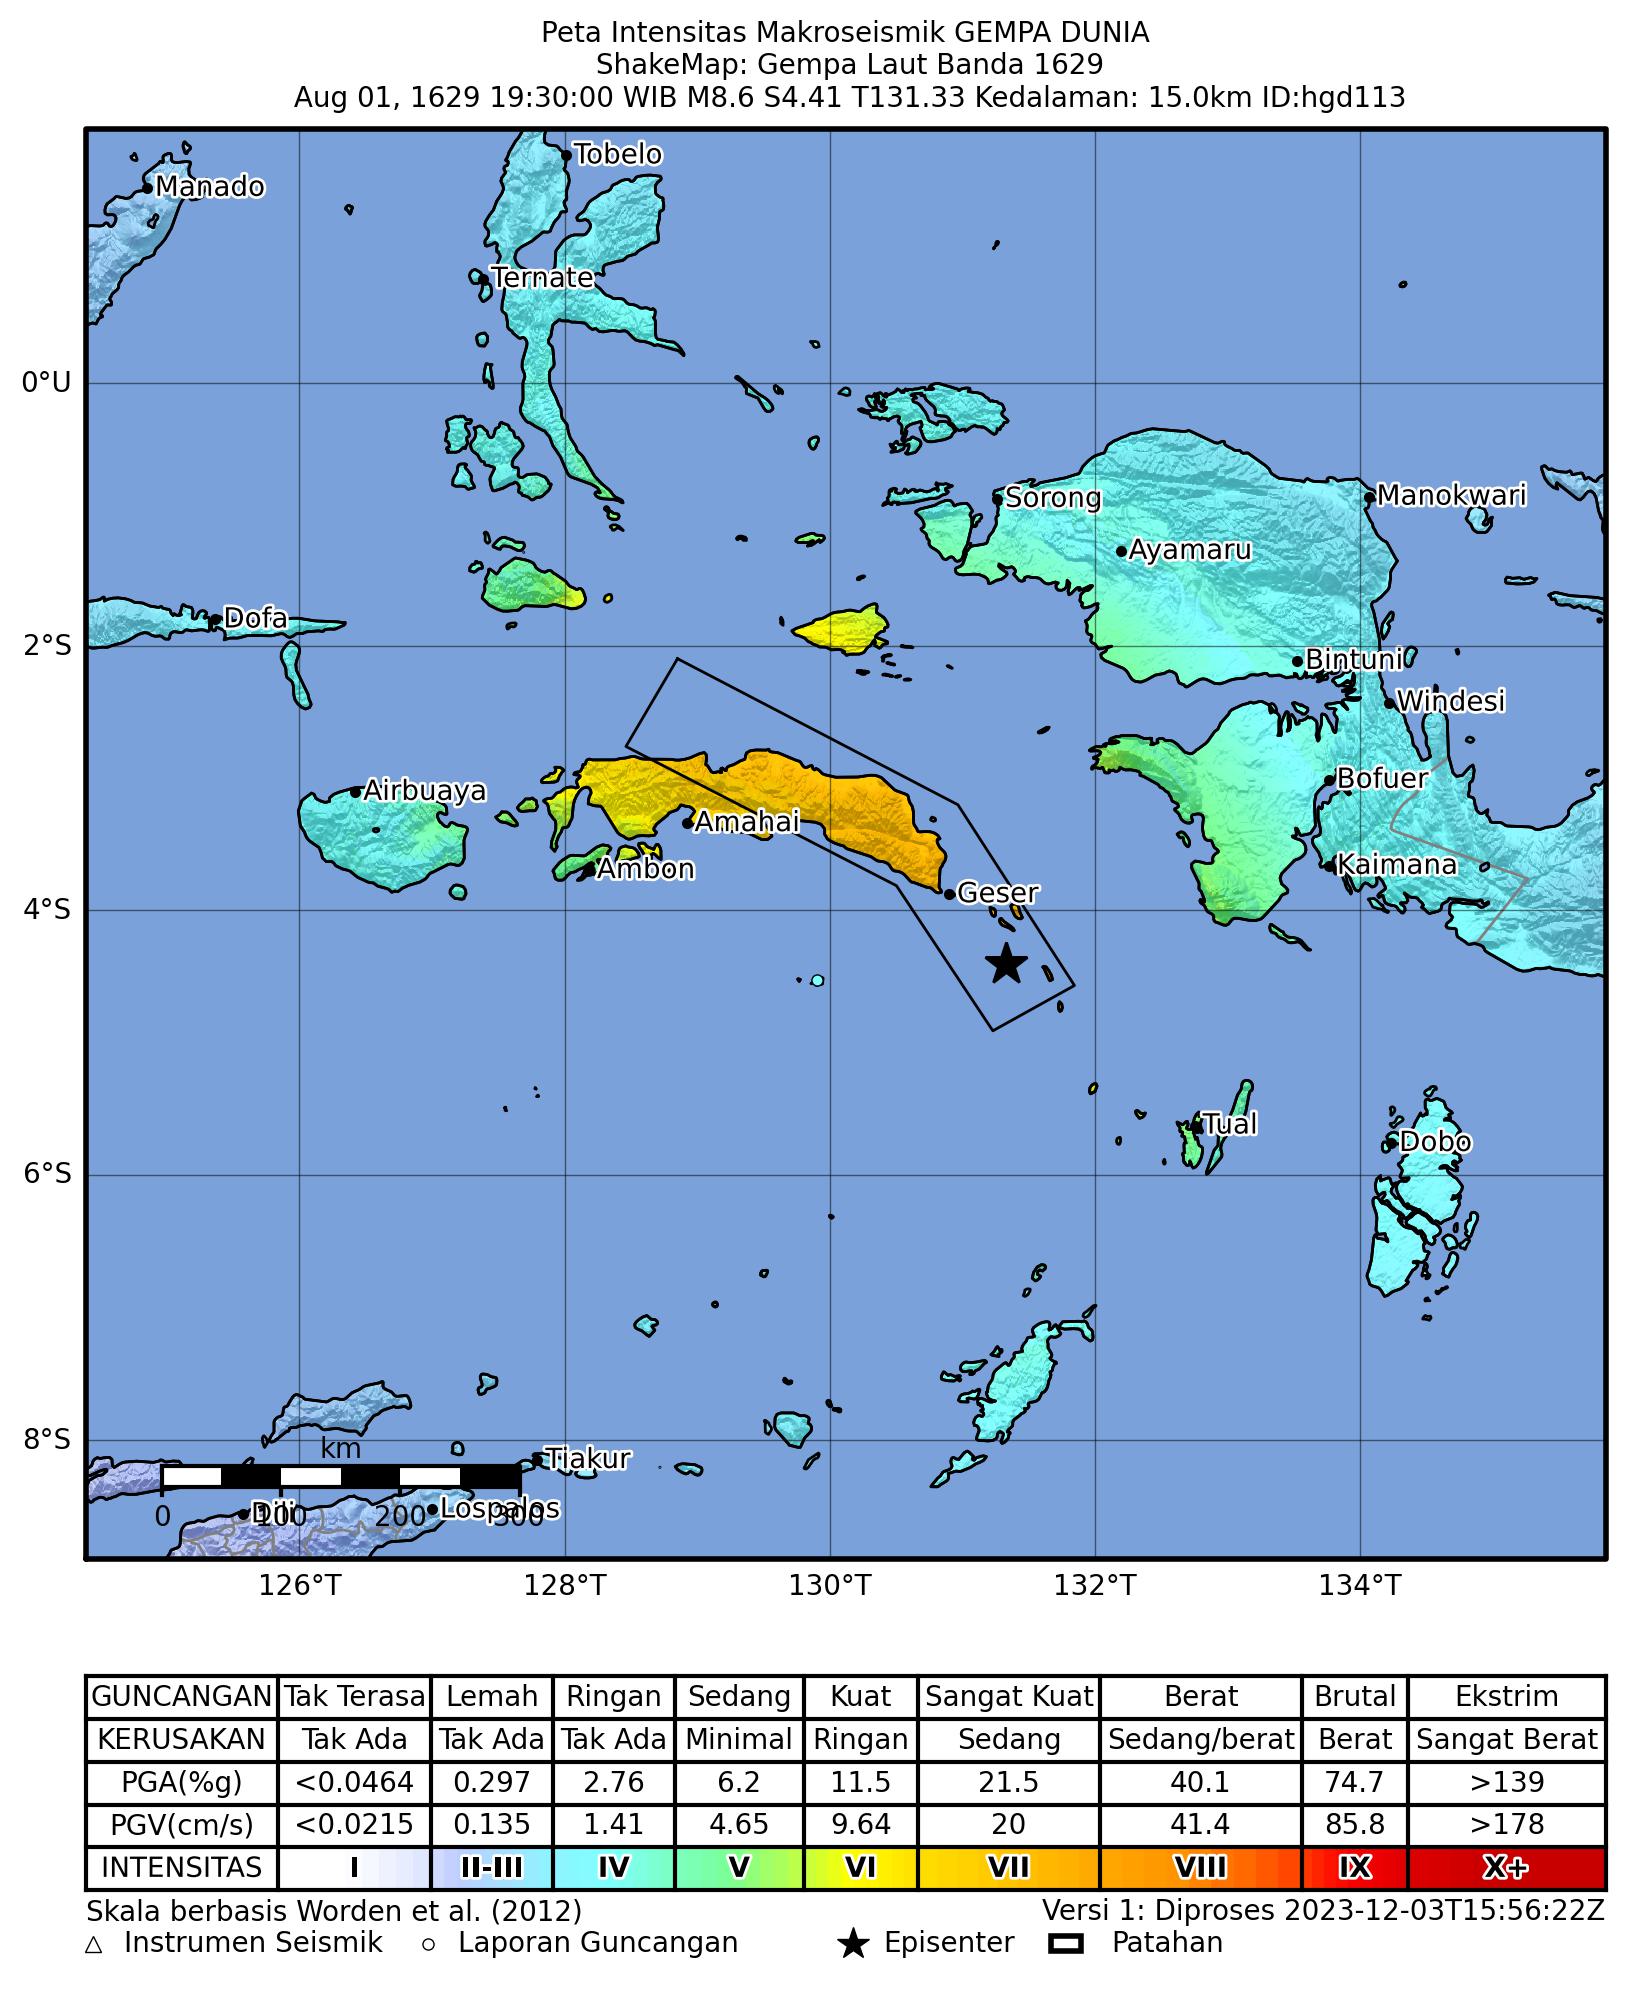 Peta Intensitas Makroseismik GEMPA DUNIA
ShakeMap: Gempa Laut Banda 1629
Aug 01, 1629 19:30:00 WIB M8.6 S4.41 T131.33 Kedalaman: 15.0km ID:hgd113
Tobelo
Manado
Ternate
0°U
Sorong
Manokwari
Ayamaru
Dofa
2°S
Bintuni
Windesi
Bofuer
Airbuaya
Amahai
Kaimana
Ambon
Geser
4°S
Tual
Dobo
6°S
8°S
km
Tiakur
0 100 200 300
Dili
Lospalos
126°T 128°T 130°T 132°T 134°T
GUNCANGAN Tak Terasa Lemah Ringan Sedang Kuat Sangat Kuat Berat Brutal Ekstrim
KERUSAKAN Tak Ada Tak Ada Tak Ada Minimal Ringan Sedang Sedang/berat Berat Sangat Berat
PGA(%g) <0.0464 0.297 2.76 6.2 11.5 21.5 40.1 74.7 >139
PGV(cm/s) <0.0215 0.135 1.41 4.65 9.64 20 41.4 85.8 >178
INTENSITAS I II-III IV V VI VII VIII IX X+
Skala berbasis Worden et al. (2012) Versi 1: Diproses 2023-12-03T15:56:22Z
Instrumen Seismik Laporan Guncangan Episenter Patahan